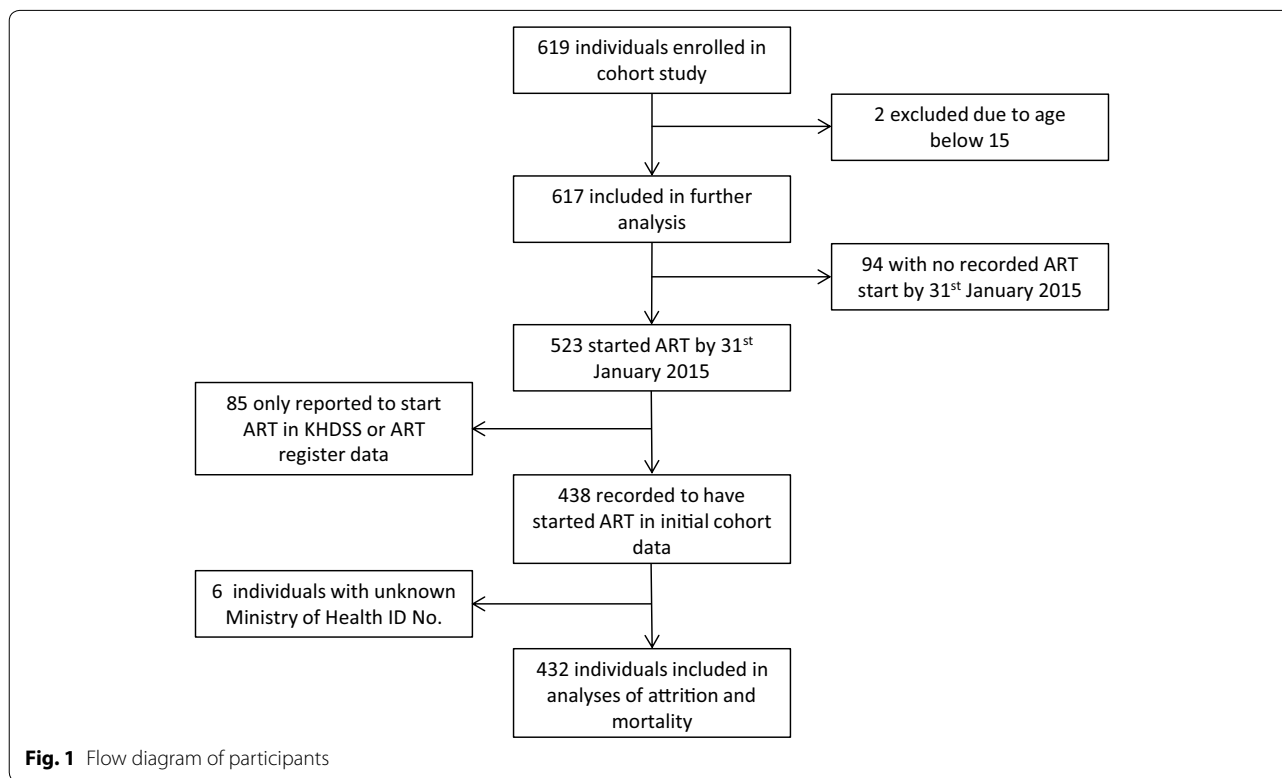 619 individuals enrolled in
cohort study
2 excluded due to age
below 15
617 included in further
analysis
94 with no recorded ART
start by 31st January 2015
523 started ART by 31st
January 2015
85 only reported to start
ART in KHDSS or ART
register data
438 recorded to have
started ART in initial cohort
data
6 individuals with unknown
Ministry of Health ID No.
432 individuals included in
analyses of attrition and
mortality
Fig. 1 Flow diagram of participants